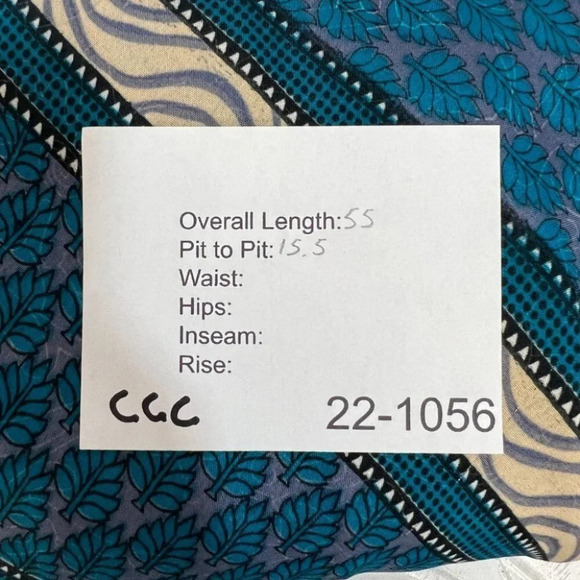 Overall Length: 55
Pit to Pit: 15.5
Waist:
Hips:
Inseam:
Rise:
CGC 22-1056